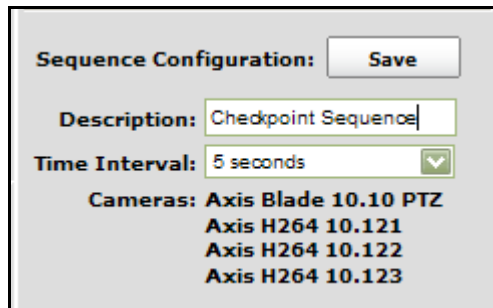 Sequence Configuration: Save
Description: Checkpoint Sequence
Time Interval: 5 seconds
Cameras: Axis Blade 10.10 PTZ
Axis H264 10.121
Axis H264 10.122
Axis H264 10.123